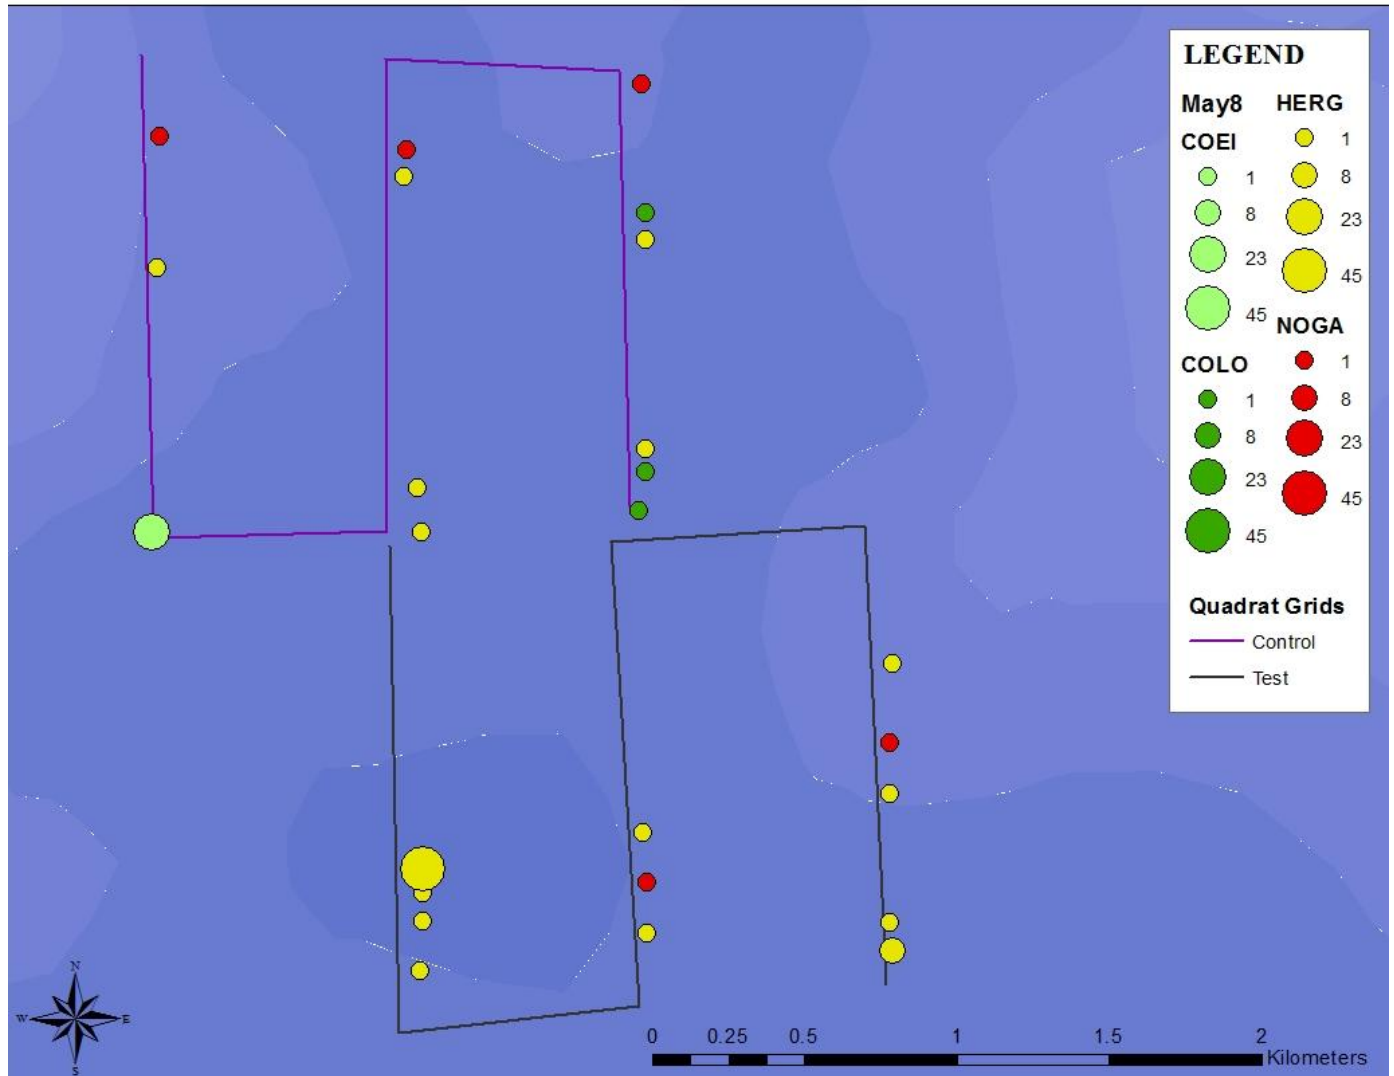 LEGEND
May8
COEI
1
8
23
45
COLO
1
8
23
45
HERG
1
8
23
45
NOGA
1
8
23
45
Quadrat Grids
Control
Test
N
W E
S
0 0.25 0.5 1 1.5 2
Kilometers